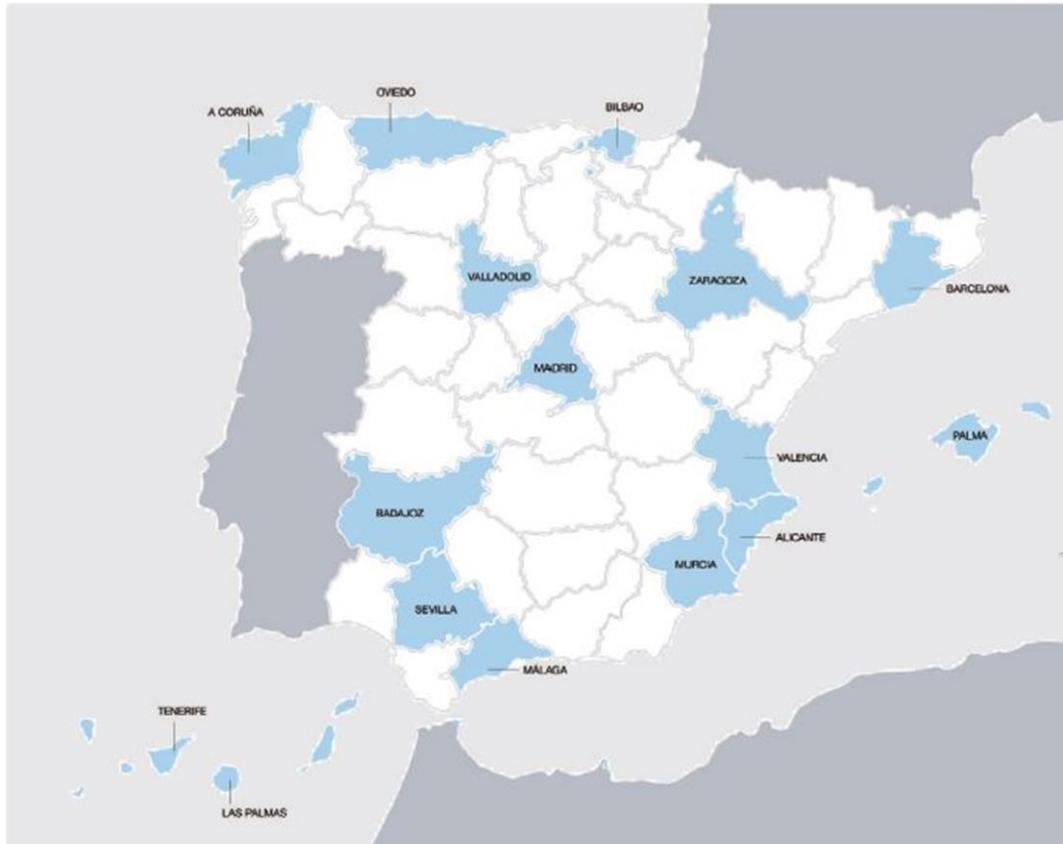 OVIEDO
A CORUÑA
BILBAO
VALLADOLID
ZARAGOZA
BARCELONA
MADRID
PALMA
VALENCIA
BADAJOZ
ALICANTE
MURCIA
SEVILLA
MÁLAGA
TENERIFE
LAS PALMAS